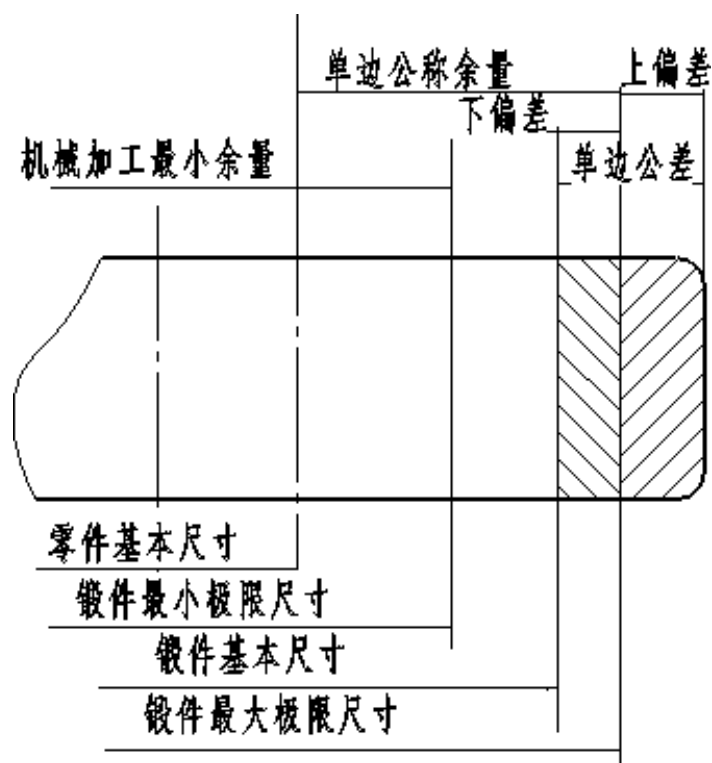 单边公称余量
上偏差
下偏差
机械加工最小余量
单边公差
零件基本尺寸
锻件最小极限尺寸
锻件基本尺寸
锻件最大极限尺寸